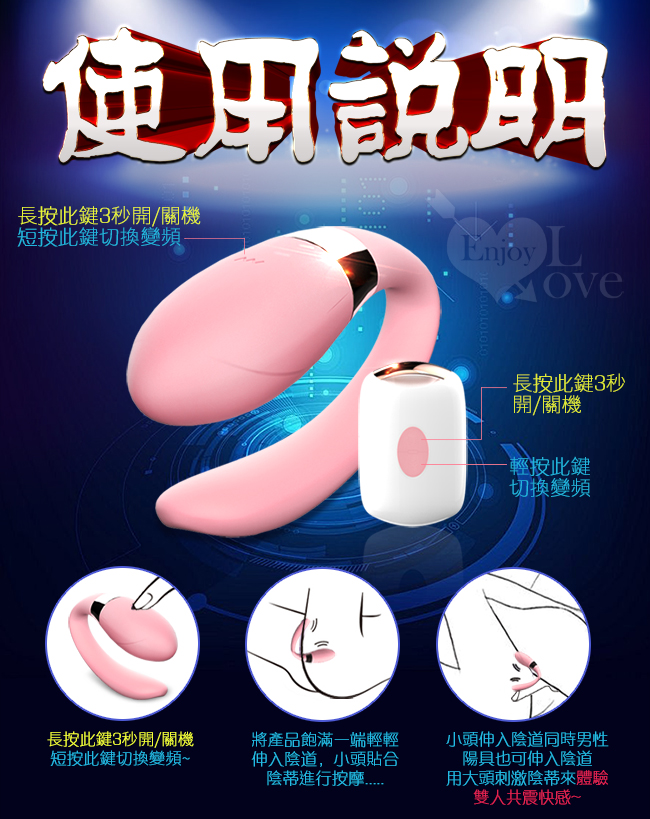 使用説明
長按此鍵3秒開/關機
短按此鍵切換變頻
Enjoy
Love
長按此鍵3秒
開/關機
輕按此鍵
切換變頻
長按此鍵3秒開/關機
短按此鍵切換變頻~
將產品飽滿一端輕輕
伸入陰道，小頭貼合
陰蒂進行按摩.....
小頭伸入陰道同時男性
陽具也可伸入陰道
用大頭刺激陰蒂來體驗
雙人共震快感~